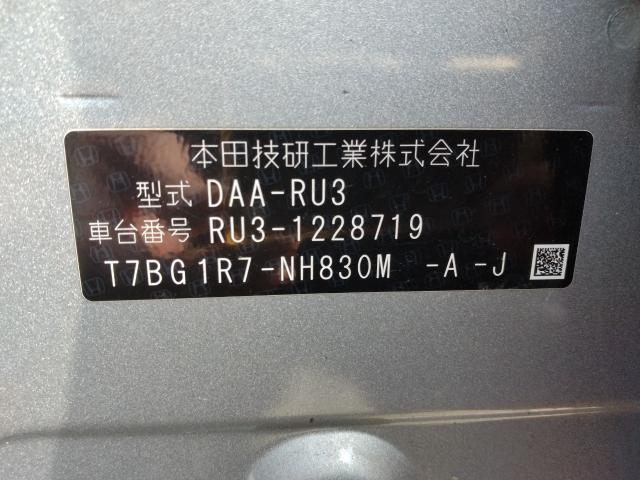 本田技研工業株式会社
型式 DAA-RU3
車台番号 RU3-1228719
T7BG1R7-NH830M -A -J